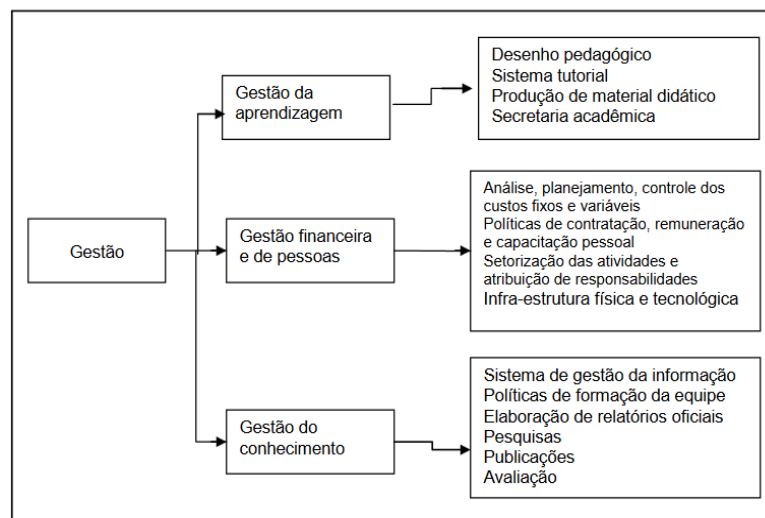 Gestão
Gestão da
aprendizagem
Desenho pedagógico
Sistema tutorial
Produção de material didático
Secretaria acadêmica
Gestão financeira
e de pessoas
Análise, planejamento, controle dos
custos fixos e variáveis
Políticas de contratação, remuneração
e capacitação pessoal
Setorização das atividades e
atribuição de responsabilidades
Infra-estrutura física e tecnológica
Gestão do
conhecimento
Sistema de gestão da informação
Políticas de formação da equipe
Elaboração de relatórios oficiais
Pesquisas
Publicações
Avaliação